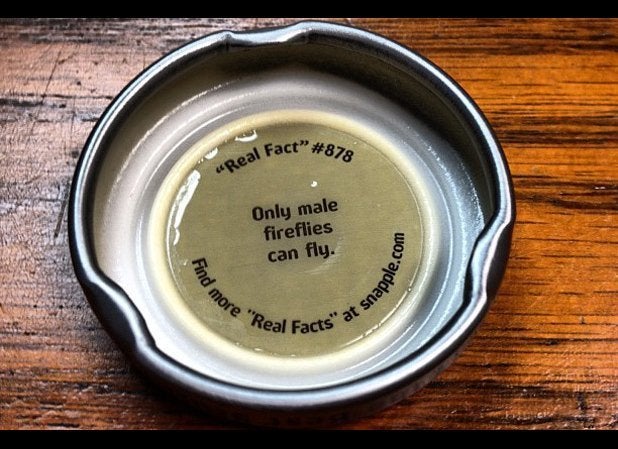 "Real Fact" #878
Only male
fireflies
can fly.
Find more "Real Facts" at snapple.com